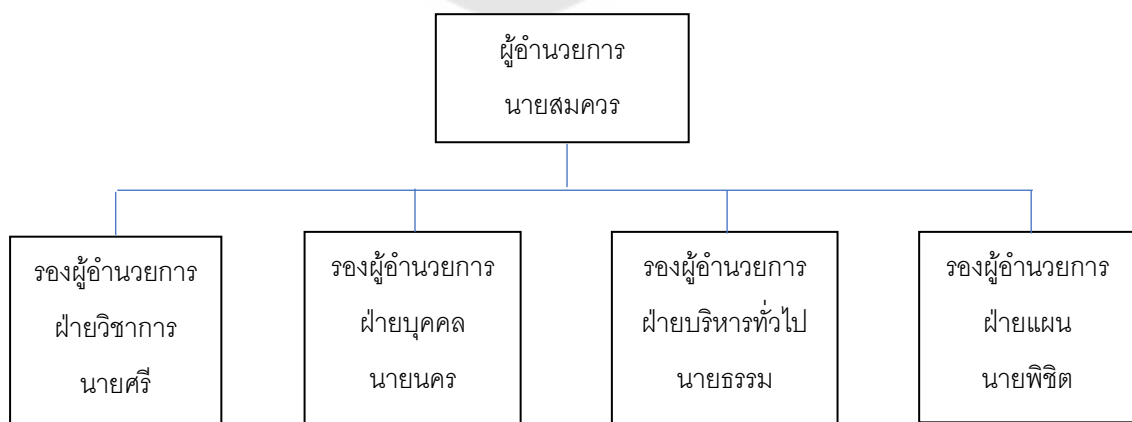 ผู้อำนวยการ
นายสมควร
รองผู้อำนวยการ
ฝ่ายวิชาการ
นายศรี
รองผู้อำนวยการ
ฝ่ายบุคคล
นายนคร
รองผู้อำนวยการ
ฝ่ายบริหารทั่วไป
นายธรรม
รองผู้อำนวยการ
ฝ่ายแผน
นายพิชิต